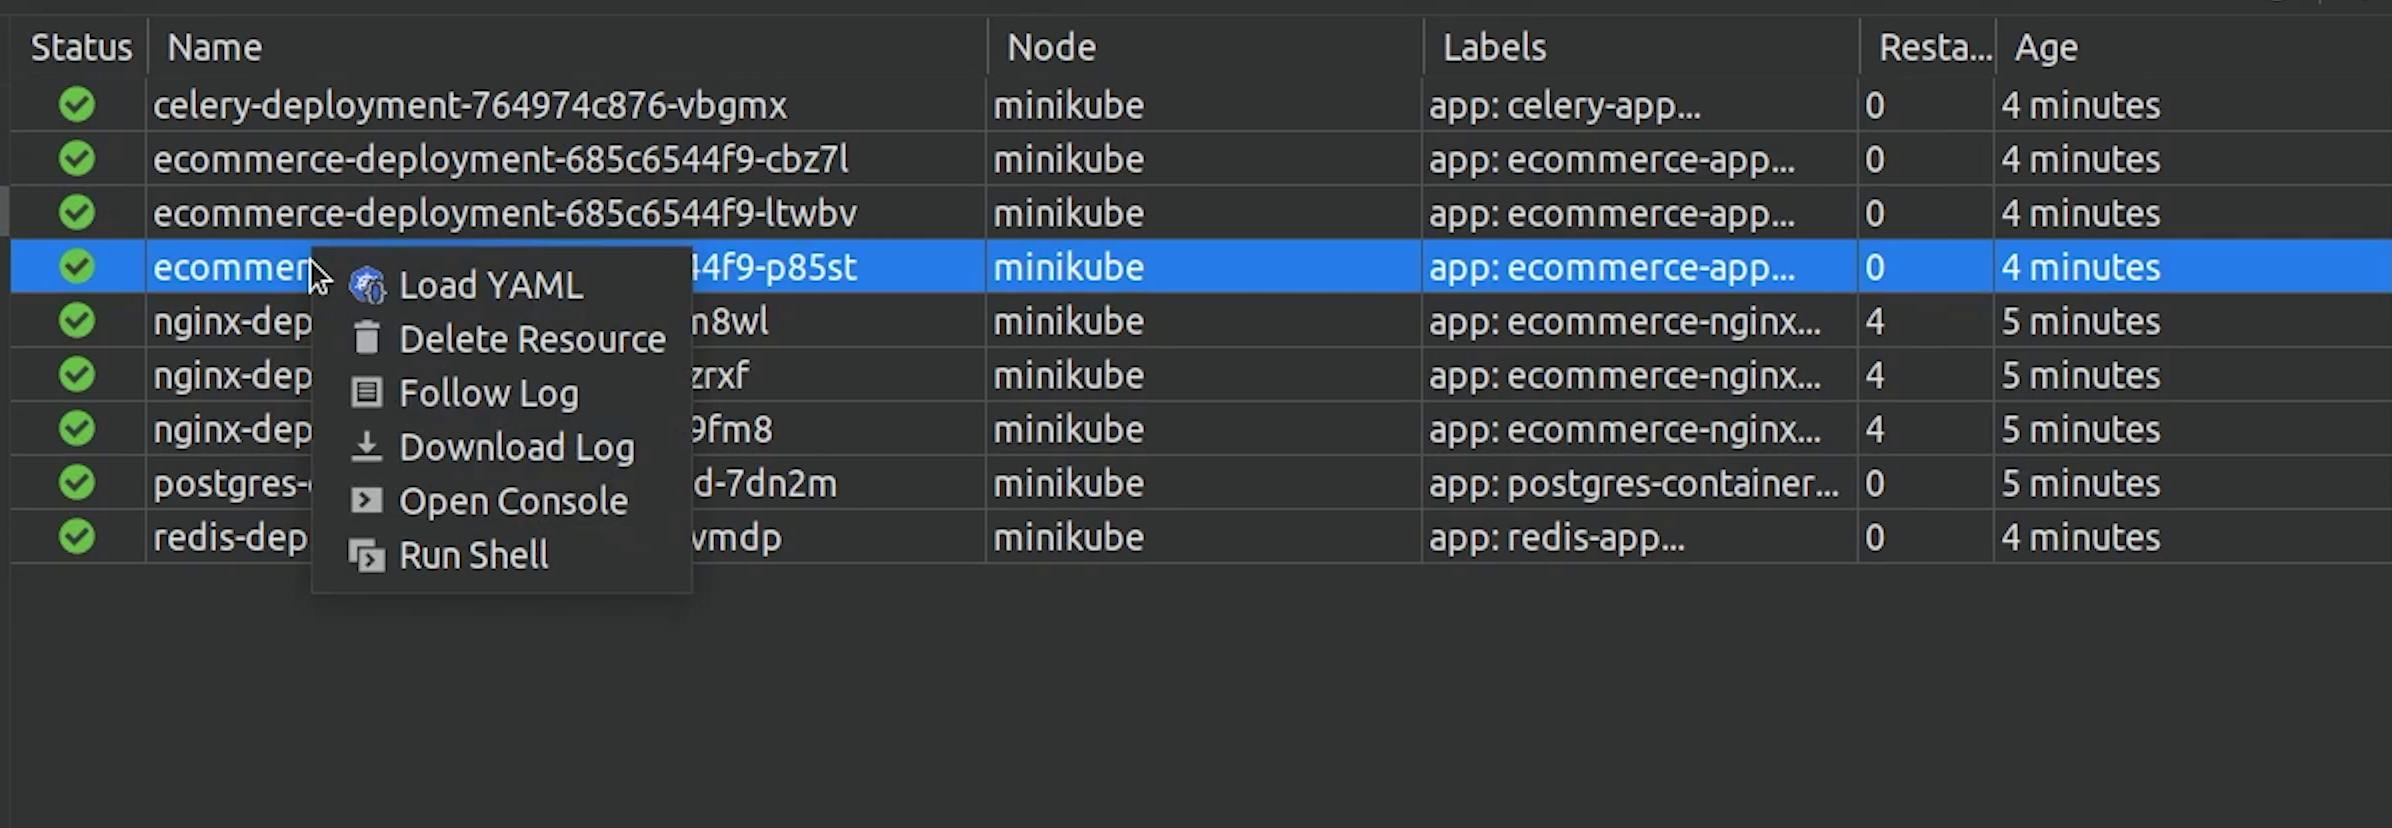 Status Name Node Labels Resta... Age
celery-deployment-764974c876-vbgmx minikube app: celery-app... 0 4 minutes
ecommerce-deployment-685c6544f9-cbz7l minikube app: ecommerce-app... 0 4 minutes
ecommerce-deployment-685c6544f9-ltwbv minikube app: ecommerce-app... 0 4 minutes
ecommer 44f9-p85st minikube app: ecommerce-app... 0 4 minutes
nginx-dep m8wl minikube app: ecommerce-nginx... 4 5 minutes
nginx-dep zrxf minikube app: ecommerce-nginx... 4 5 minutes
nginx-dep 9fm8 minikube app: ecommerce-nginx... 4 5 minutes
postgres- d-7dn2m minikube app: postgres-container... 0 5 minutes
redis-dep vmdp minikube app: redis-app... 0 4 minutes
Load YAML
Delete Resource
Follow Log
Download Log
Open Console
Run Shell